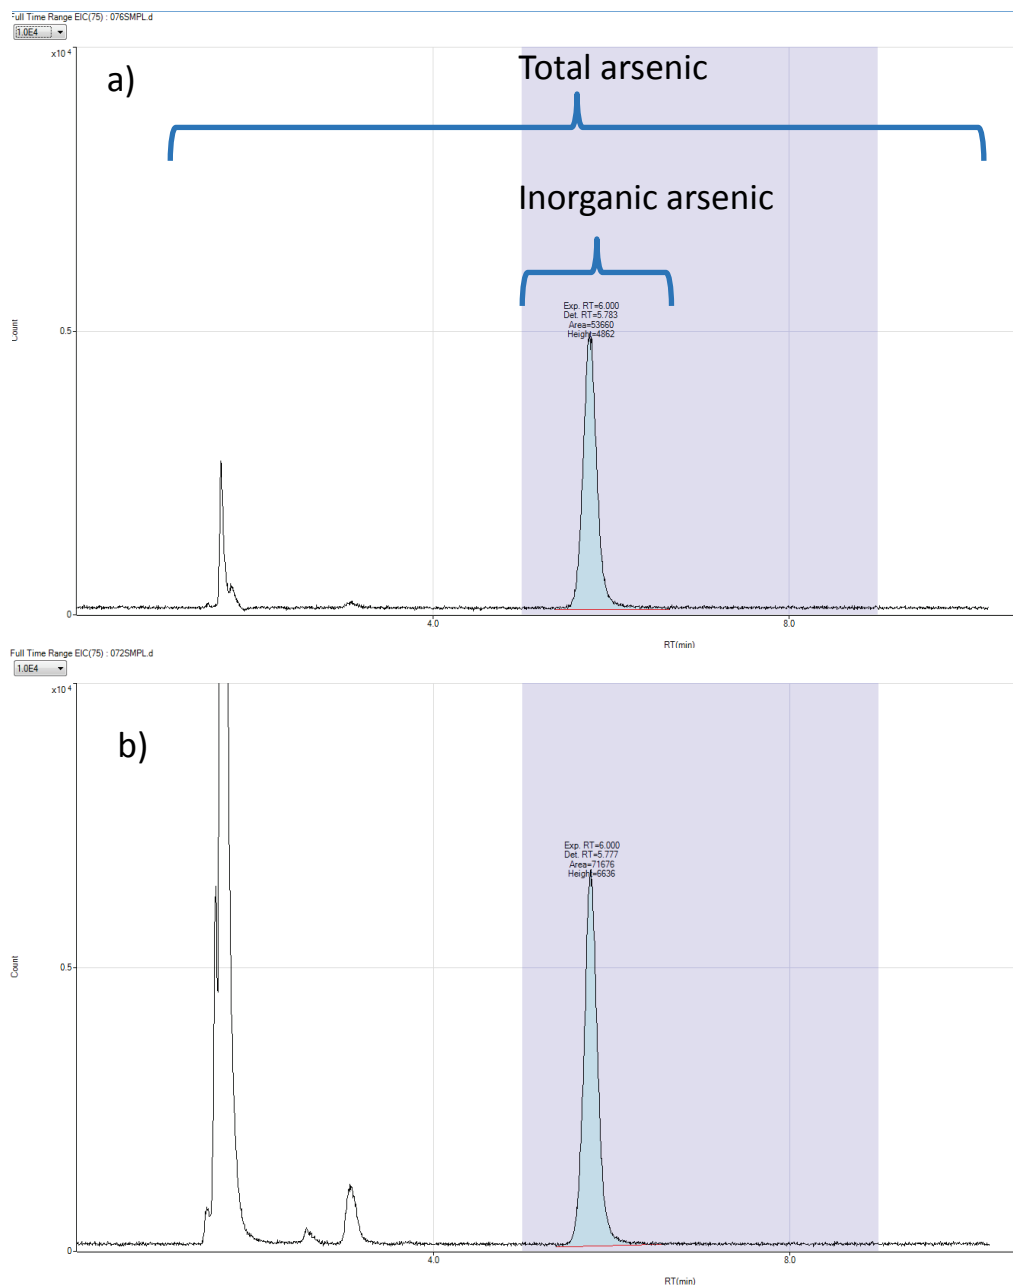 Full Time Range EIC(75) : 076SMPL.d
1.0E4
x10 4
a)
Total arsenic
Inorganic arsenic
Exp. RT=6.000
Det. RT=5.783
Area=53660
Height=4862
Count
0.5
0
4.0
8.0
RT(min)
Full Time Range EIC(75) : 072SMPL.d
1.0E4
x10 4
b)
Exp. RT=6.000
Det. RT=5.777
Area=71676
Height=6636
Count
0.5
0
4.0
8.0
RT(min)